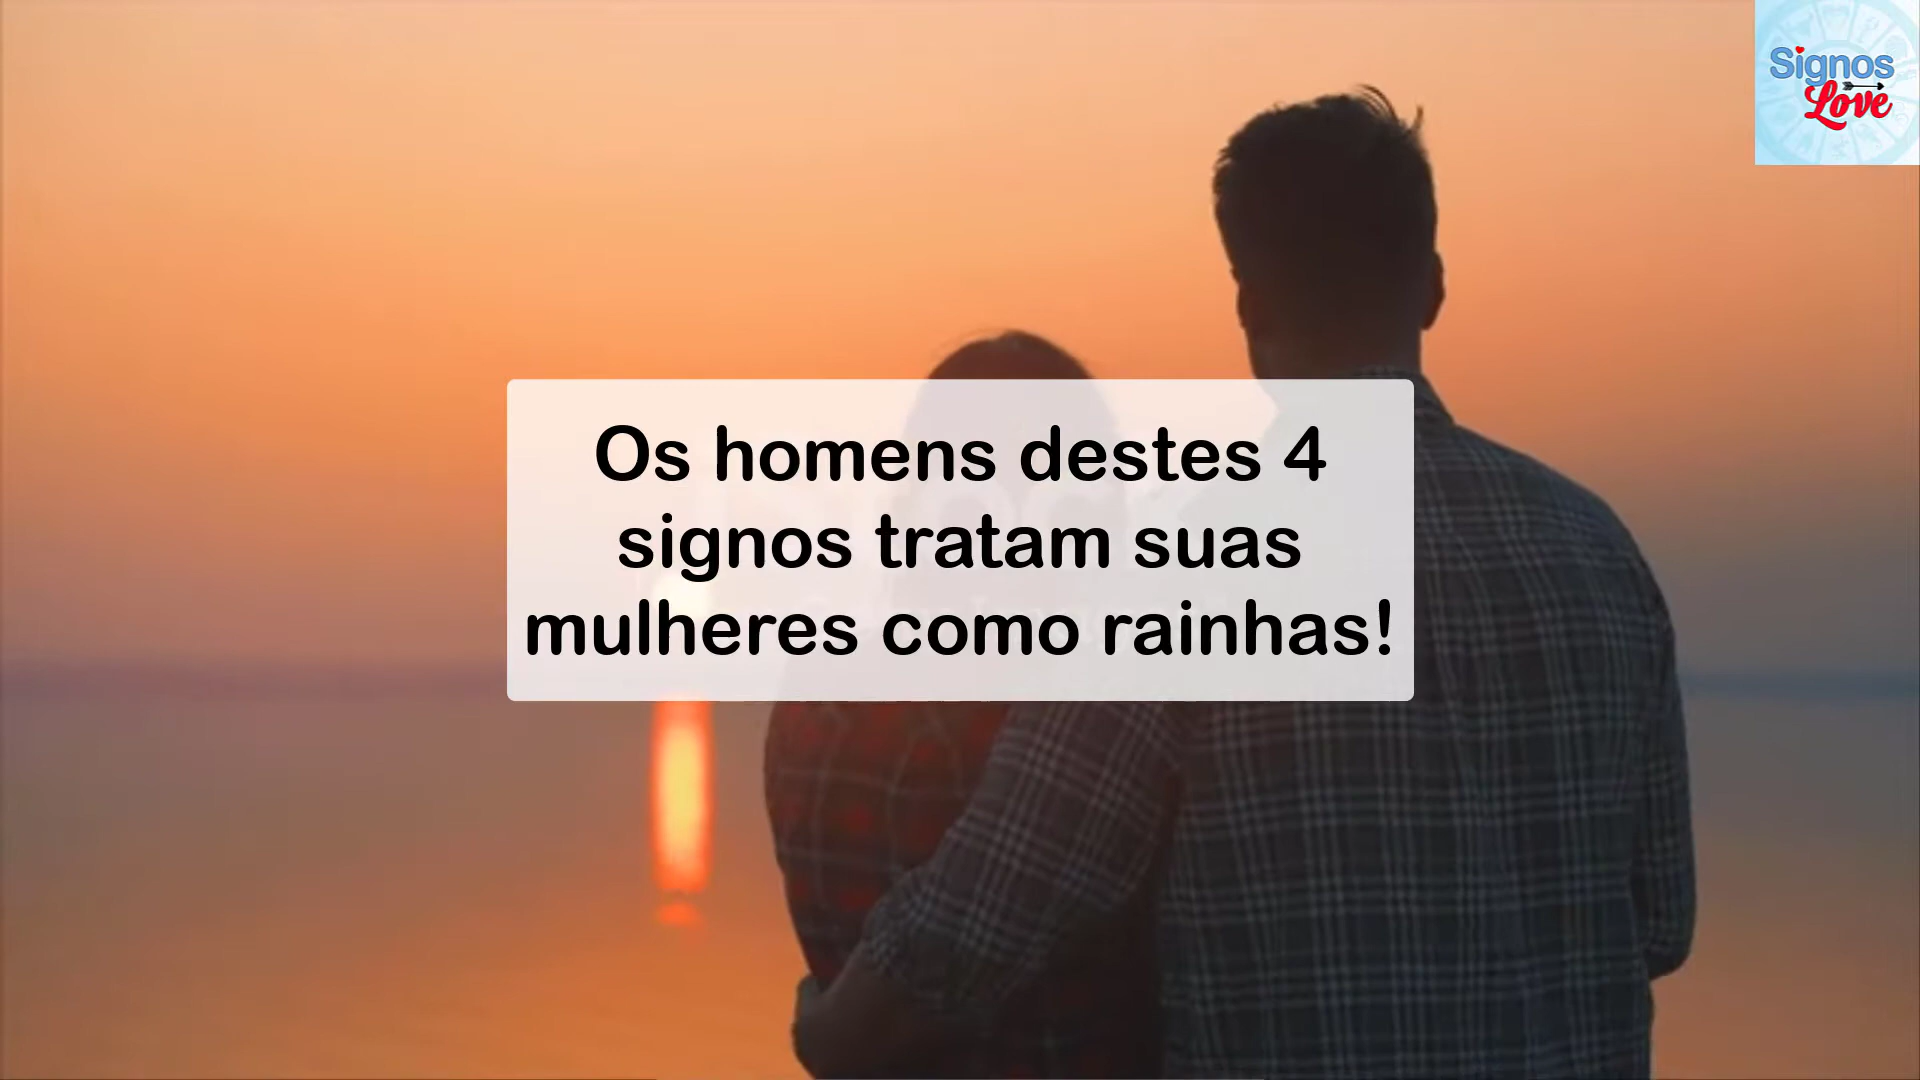 Signos
Love
Os homens destes 4
signos tratam suas
mulheres como rainhas!